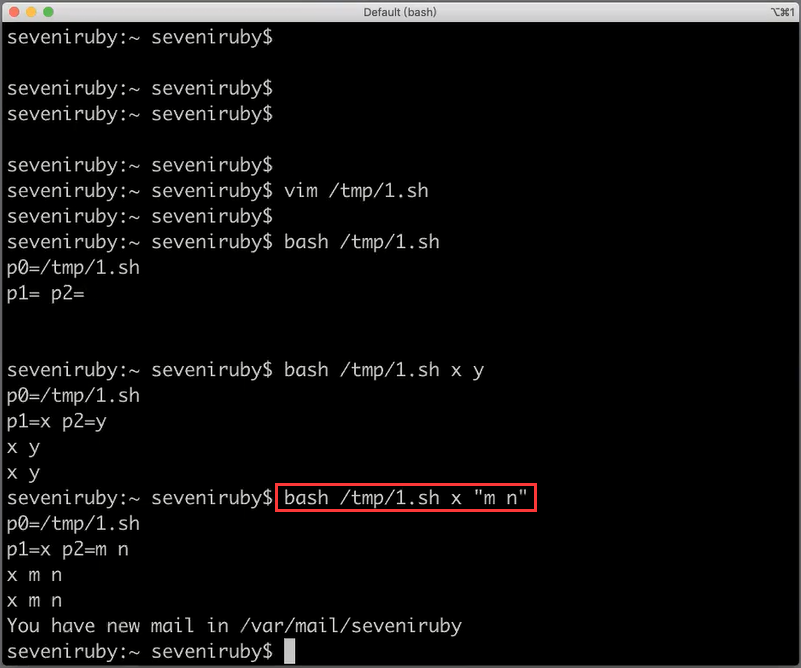 Default (bash)
⌥⌘1
seveniruby:~ seveniruby$
seveniruby:~ seveniruby$
seveniruby:~ seveniruby$
seveniruby:~ seveniruby$
seveniruby:~ seveniruby$ vim /tmp/1.sh
seveniruby:~ seveniruby$
seveniruby:~ seveniruby$ bash /tmp/1.sh
p0=/tmp/1.sh
p1= p2=
seveniruby:~ seveniruby$ bash /tmp/1.sh x y
p0=/tmp/1.sh
p1=x p2=y
x y
x y
seveniruby:~ seveniruby$ bash /tmp/1.sh x "m n"
p0=/tmp/1.sh
p1=x p2=m n
x m n
x m n
You have new mail in /var/mail/seveniruby
seveniruby:~ seveniruby$